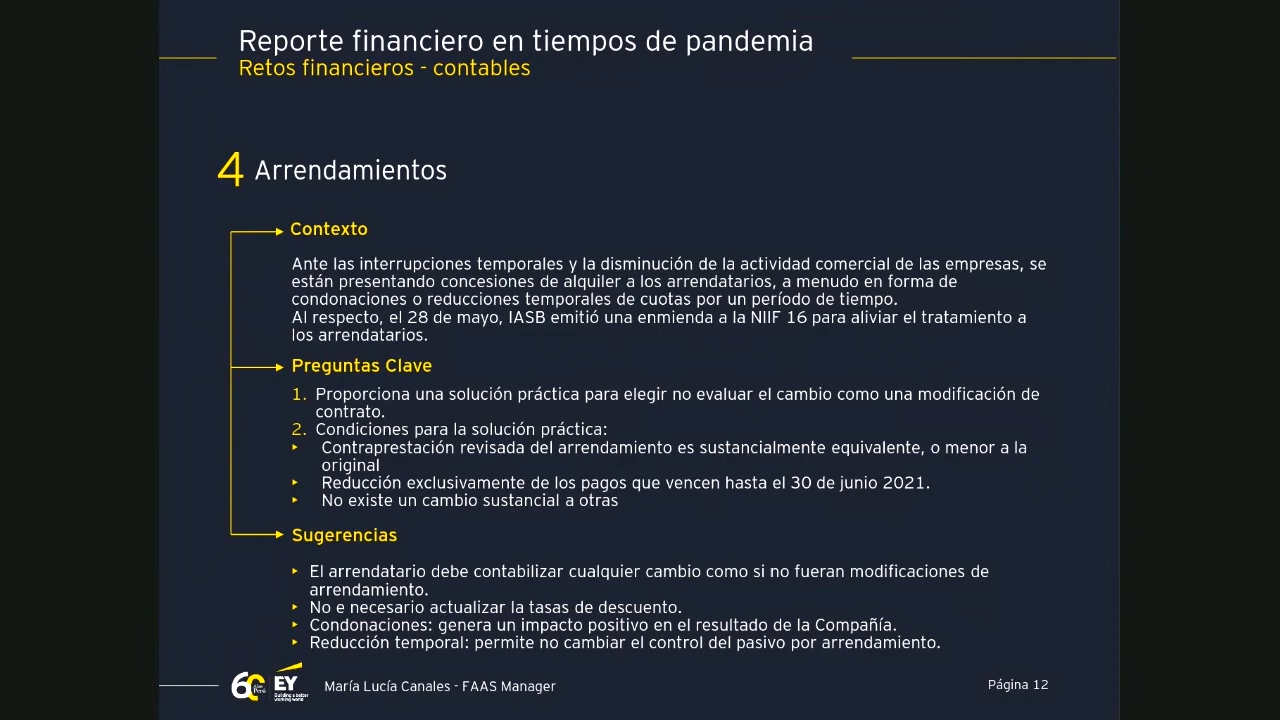 Reporte financiero en tiempos de pandemia
Retos financieros - contables
4 Arrendamientos
Contexto
Ante las interrupciones temporales y la disminución de la actividad comercial de las empresas, se
están presentando concesiones de alquiler a los arrendatarios, a menudo en forma de
condonaciones o reducciones temporales de cuotas por un período de tiempo.
Al respecto, el 28 de mayo, IASB emitió una enmienda a la NIIF 16 para aliviar el tratamiento a
los arrendatarios.
Preguntas Clave
1. Proporciona una solución práctica para elegir no evaluar el cambio como una modificación de
contrato.
2. Condiciones para la solución práctica:
‣ Contraprestación revisada del arrendamiento es sustancialmente equivalente, o menor a la
original
‣ Reducción exclusivamente de los pagos que vencen hasta el 30 de junio 2021.
‣ No existe un cambio sustancial a otras
Sugerencias
‣ El arrendatario debe contabilizar cualquier cambio como si no fueran modificaciones de
arrendamiento.
‣ No e necesario actualizar la tasas de descuento.
‣ Condonaciones: genera un impacto positivo en el resultado de la Compañía.
‣ Reducción temporal: permite no cambiar el control del pasivo por arrendamiento.
60 EY
Building a better
working world
María Lucía Canales - FAAS Manager
Página 12